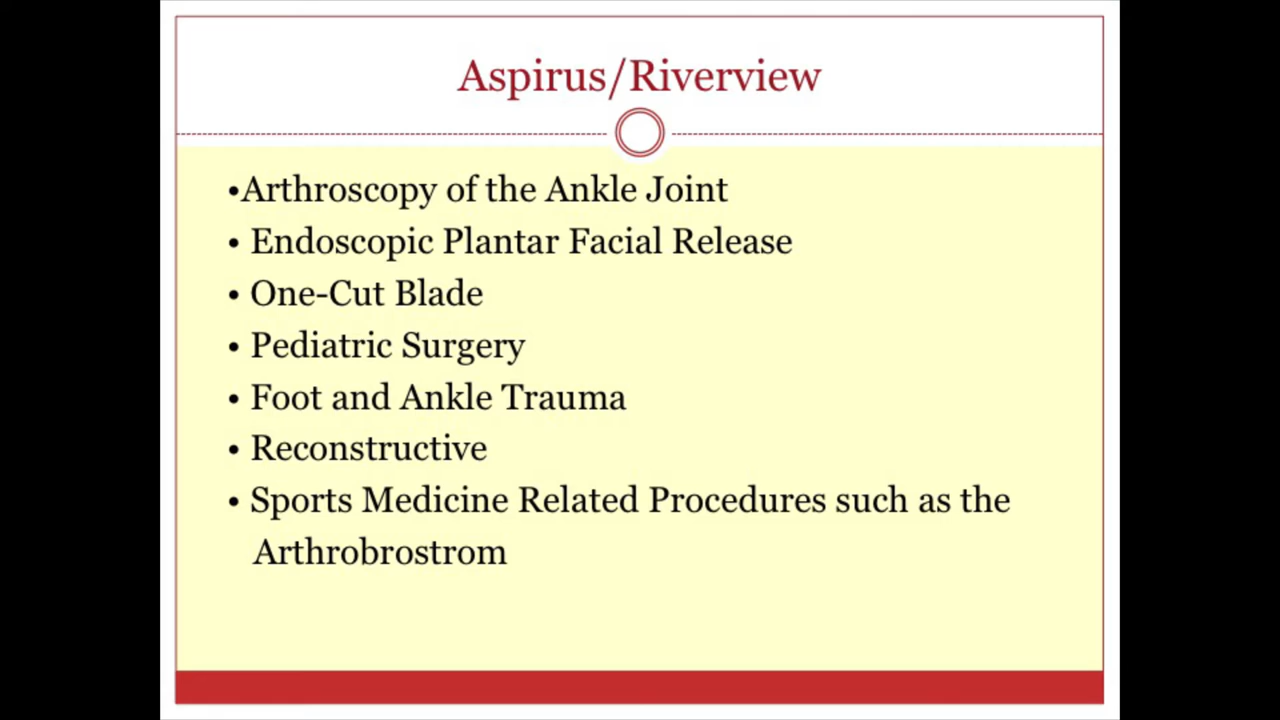 Aspirus/Riverview
•Arthroscopy of the Ankle Joint
• Endoscopic Plantar Facial Release
• One-Cut Blade
• Pediatric Surgery
• Foot and Ankle Trauma
• Reconstructive
• Sports Medicine Related Procedures such as the
Arthrobrostrom